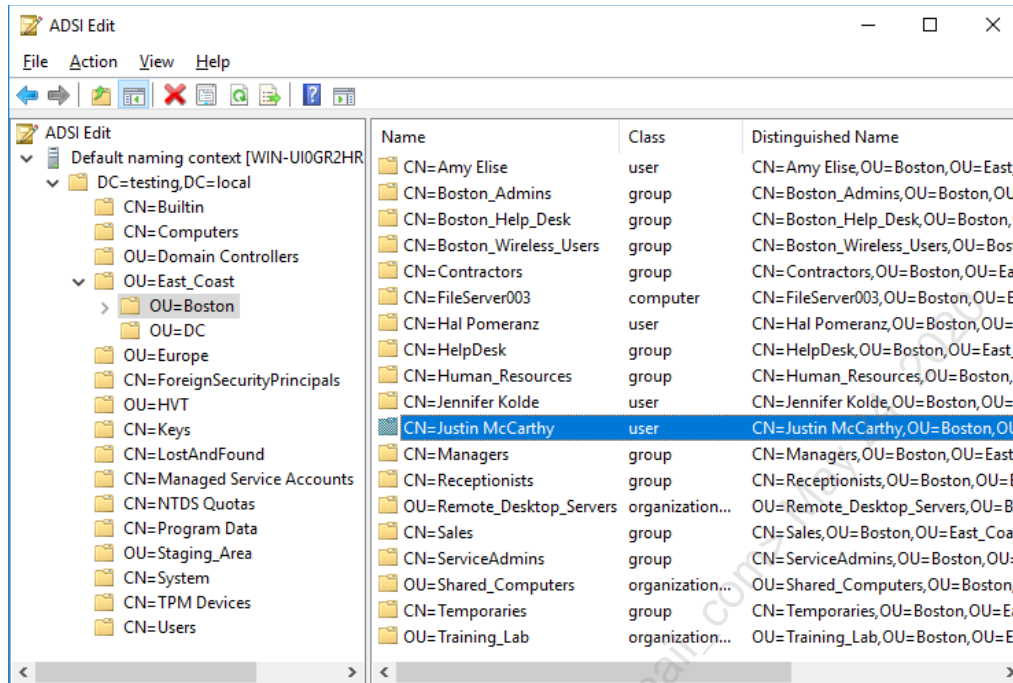 ADSI Edit
File Action View Help
ADSI Edit
Default naming context [WIN-UI0GR2HR
DC=testing,DC=local
CN=Builtin
CN=Computers
OU=Domain Controllers
OU=East_Coast
OU=Boston
OU=DC
OU=Europe
CN=ForeignSecurityPrincipals
OU=HVT
CN=Keys
CN=LostAndFound
CN=Managed Service Accounts
CN=NTDS Quotas
CN=Program Data
OU=Staging_Area
CN=System
CN=TPM Devices
CN=Users
Name Class Distinguished Name
CN=Amy Elise user CN=Amy Elise,OU=Boston,OU=East_
CN=Boston_Admins group CN=Boston_Admins,OU=Boston,OU
CN=Boston_Help_Desk group CN=Boston_Help_Desk,OU=Boston,
CN=Boston_Wireless_Users group CN=Boston_Wireless_Users,OU=Bos
CN=Contractors group CN=Contractors,OU=Boston,OU=Ea
CN=FileServer003 computer CN=FileServer003,OU=Boston,OU=E
CN=Hal Pomeranz user CN=Hal Pomeranz,OU=Boston,OU=
CN=HelpDesk group CN=HelpDesk,OU=Boston,OU=East_
CN=Human_Resources group CN=Human_Resources,OU=Boston,
CN=Jennifer Kolde user CN=Jennifer Kolde,OU=Boston,OU=
CN=Justin McCarthy user CN=Justin McCarthy,OU=Boston,OU
CN=Managers group CN=Managers,OU=Boston,OU=East
CN=Receptionists group CN=Receptionists,OU=Boston,OU=E
OU=Remote_Desktop_Servers organization... OU=Remote_Desktop_Servers,OU=B
CN=Sales group CN=Sales,OU=Boston,OU=East_Coa
CN=ServiceAdmins group CN=ServiceAdmins,OU=Boston,OU=
OU=Shared_Computers organization... OU=Shared_Computers,OU=Boston,
CN=Temporaries group CN=Temporaries,OU=Boston,OU=Ea
OU=Training_Lab organization... OU=Training_Lab,OU=Boston,OU=E
2020